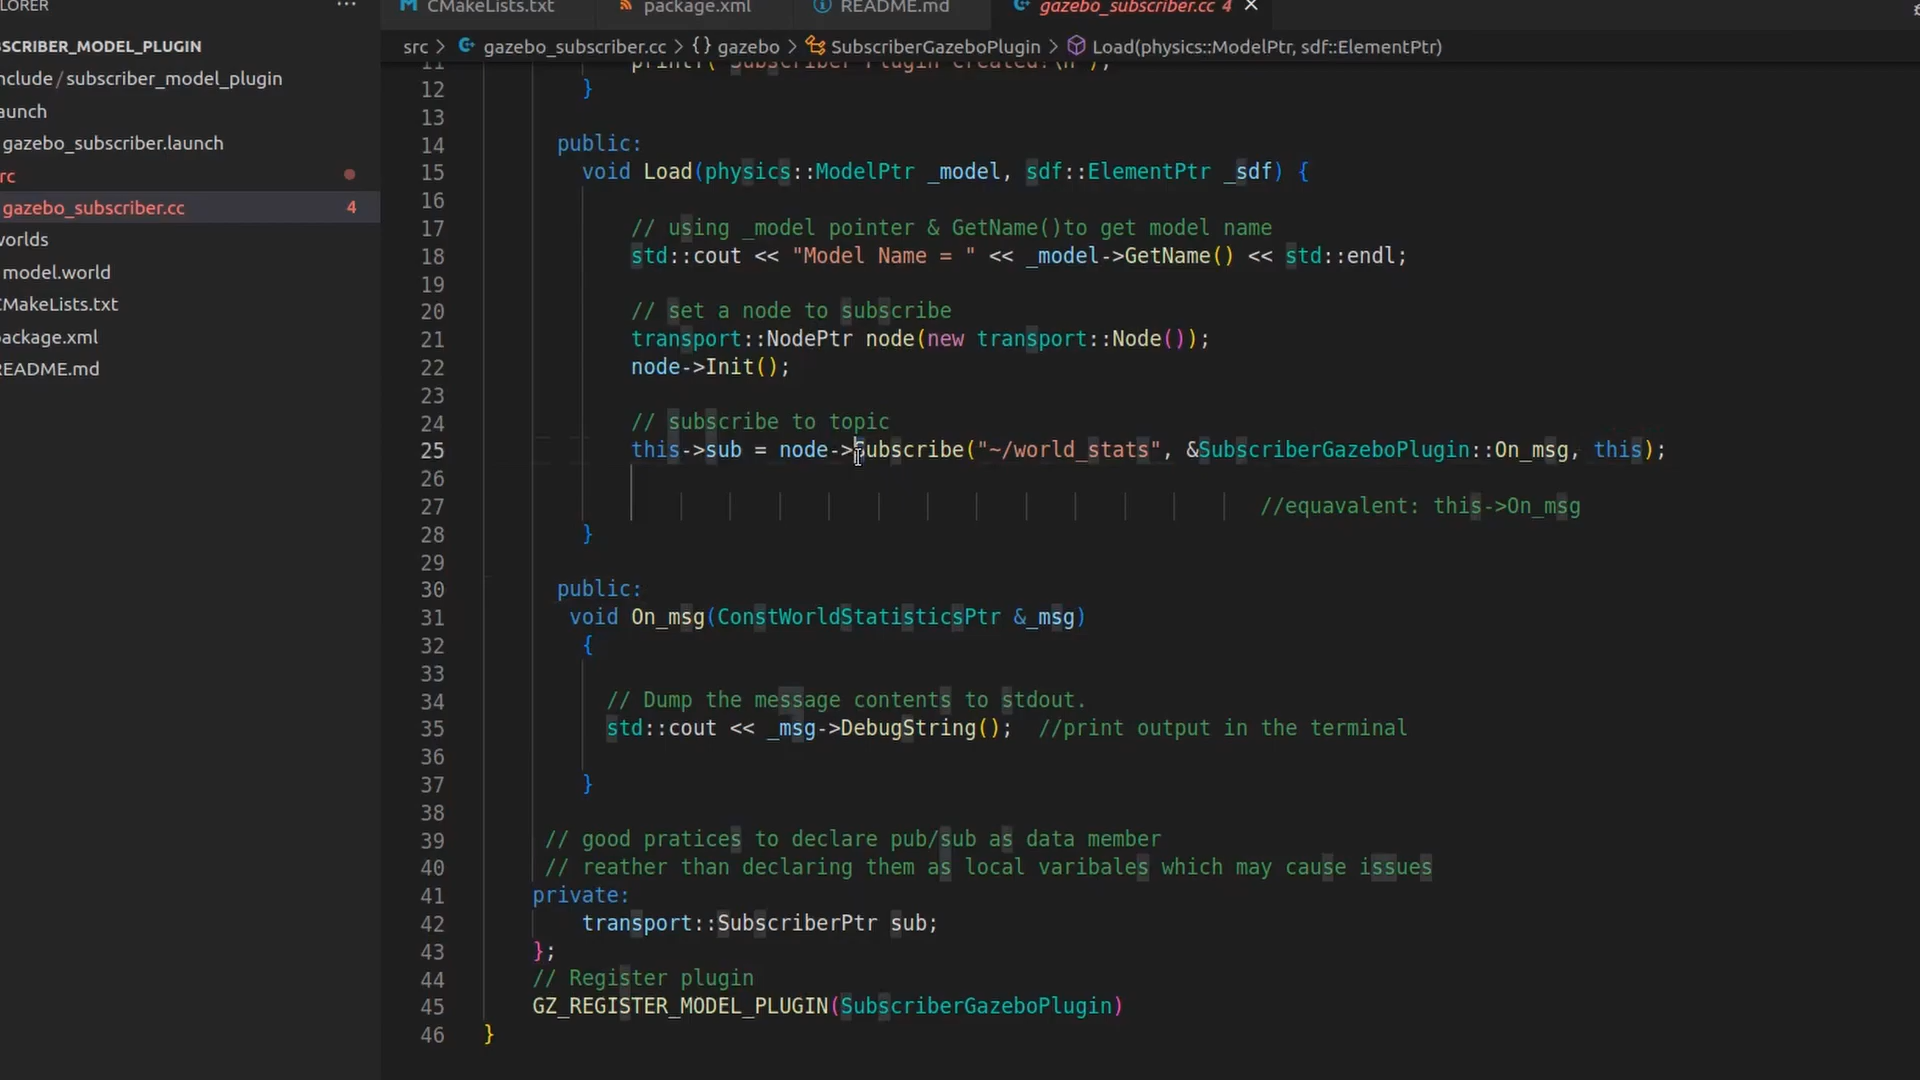 LORER ...
CMakeLists.txt package.xml README.md gazebo_subscriber.cc 4
SCRIBER_MODEL_PLUGIN
src > gazebo_subscriber.cc > {} gazebo > SubscriberGazeboPlugin > Load(physics::ModelPtr, sdf::ElementPtr)
nclude/subscriber_model_plugin
aunch
gazebo_subscriber.launch
rc
gazebo_subscriber.cc 4
vorlds
model.world
CMakeLists.txt
ackage.xml
README.md
11 printf("Subscriber Plugin Created!\n");
12 }
13
14 public:
15 void Load(physics::ModelPtr _model, sdf::ElementPtr _sdf) {
16
17 // using _model pointer & GetName()to get model name
18 std::cout << "Model Name = " << _model->GetName() << std::endl;
19
20 // set a node to subscribe
21 transport::NodePtr node(new transport::Node());
22 node->Init();
23
24 // subscribe to topic
25 this->sub = node->Subscribe("~/world_stats", &SubscriberGazeboPlugin::On_msg, this);
26
27 //equavalent: this->On_msg
28 }
29
30 public:
31 void On_msg(ConstWorldStatisticsPtr &_msg)
32 {
33
34 // Dump the message contents to stdout.
35 std::cout << _msg->DebugString(); //print output in the terminal
36
37 }
38
39 // good pratices to declare pub/sub as data member
40 // reather than declaring them as local varibales which may cause issues
41 private:
42 transport::SubscriberPtr sub;
43 };
44 // Register plugin
45 GZ_REGISTER_MODEL_PLUGIN(SubscriberGazeboPlugin)
46 }